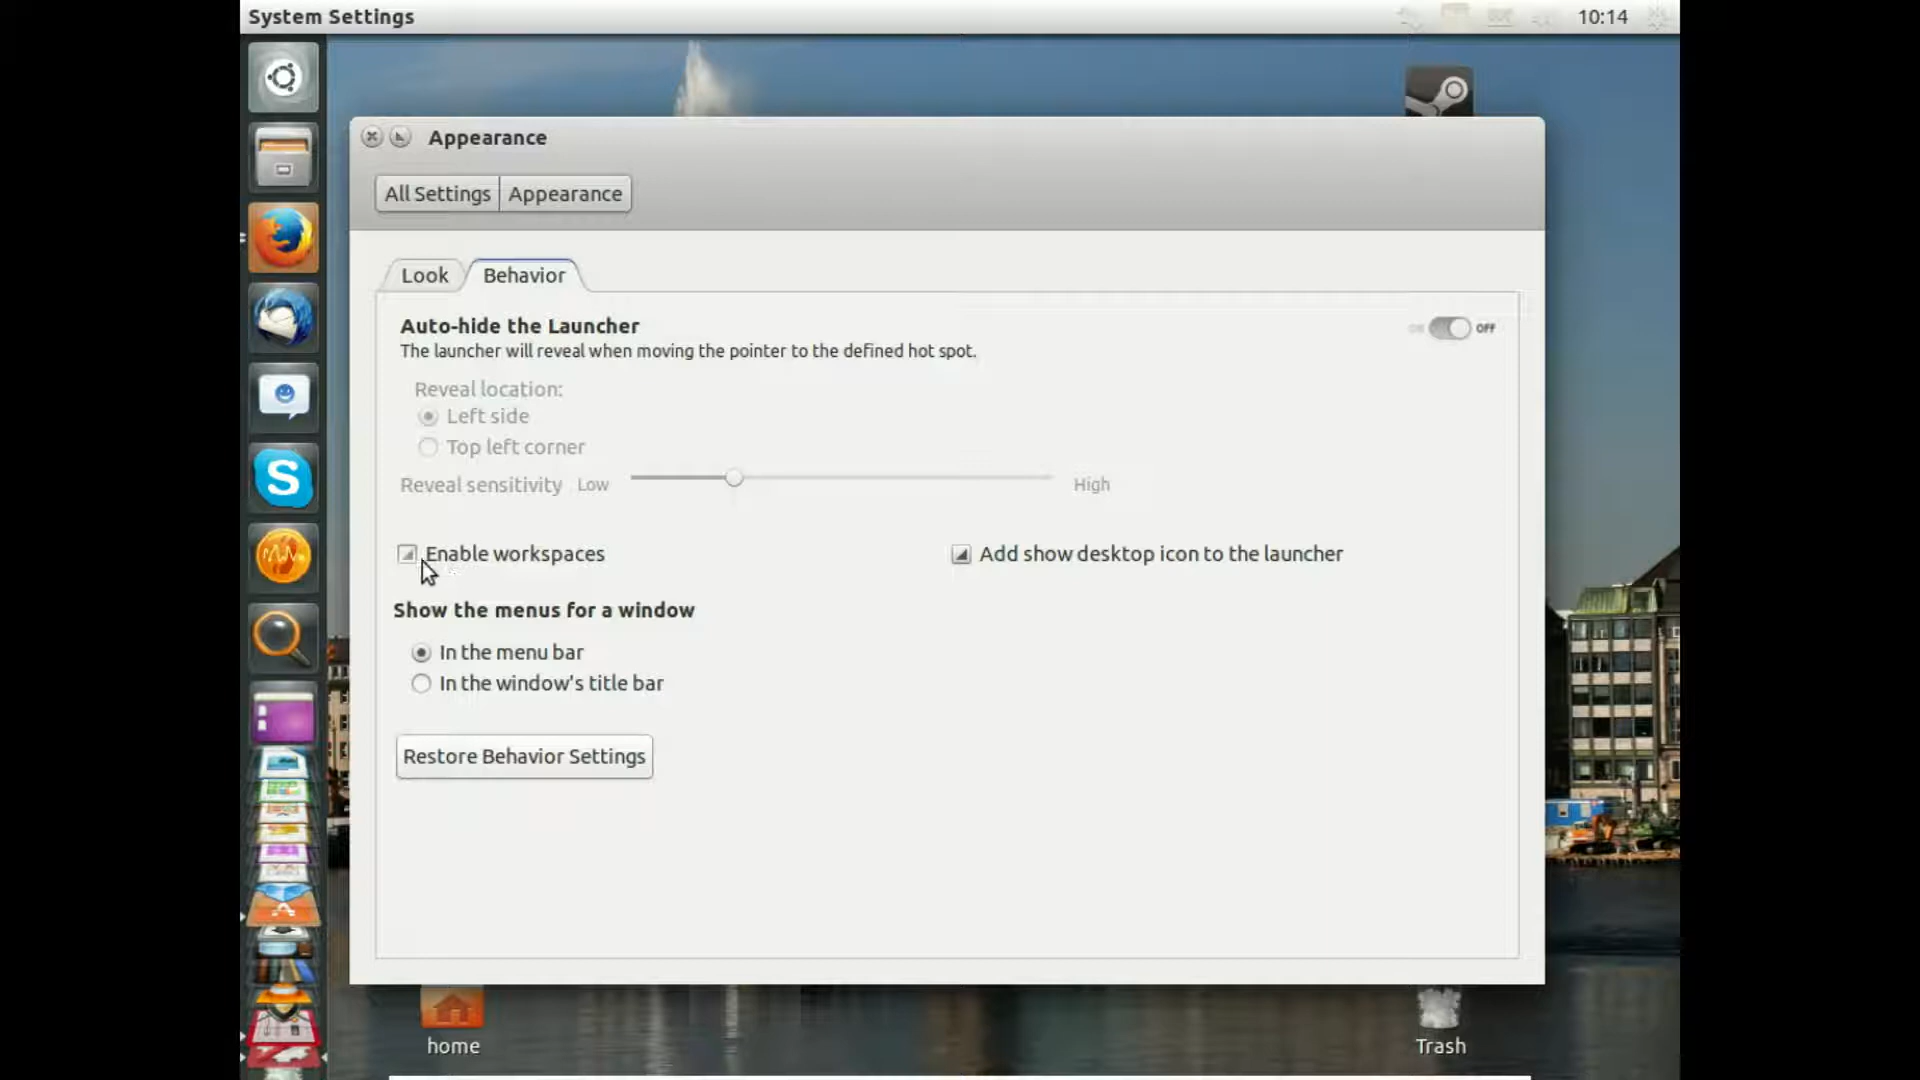 System Settings
10:14
Appearance
All Settings
Appearance
Look
Behavior
Auto-hide the Launcher
ON
OFF
The launcher will reveal when moving the pointer to the defined hot spot.
Reveal location:
Left side
Top left corner
Reveal sensitivity
Low
High
Enable workspaces
Add show desktop icon to the launcher
Show the menus for a window
In the menu bar
In the window's title bar
Restore Behavior Settings
home
Trash